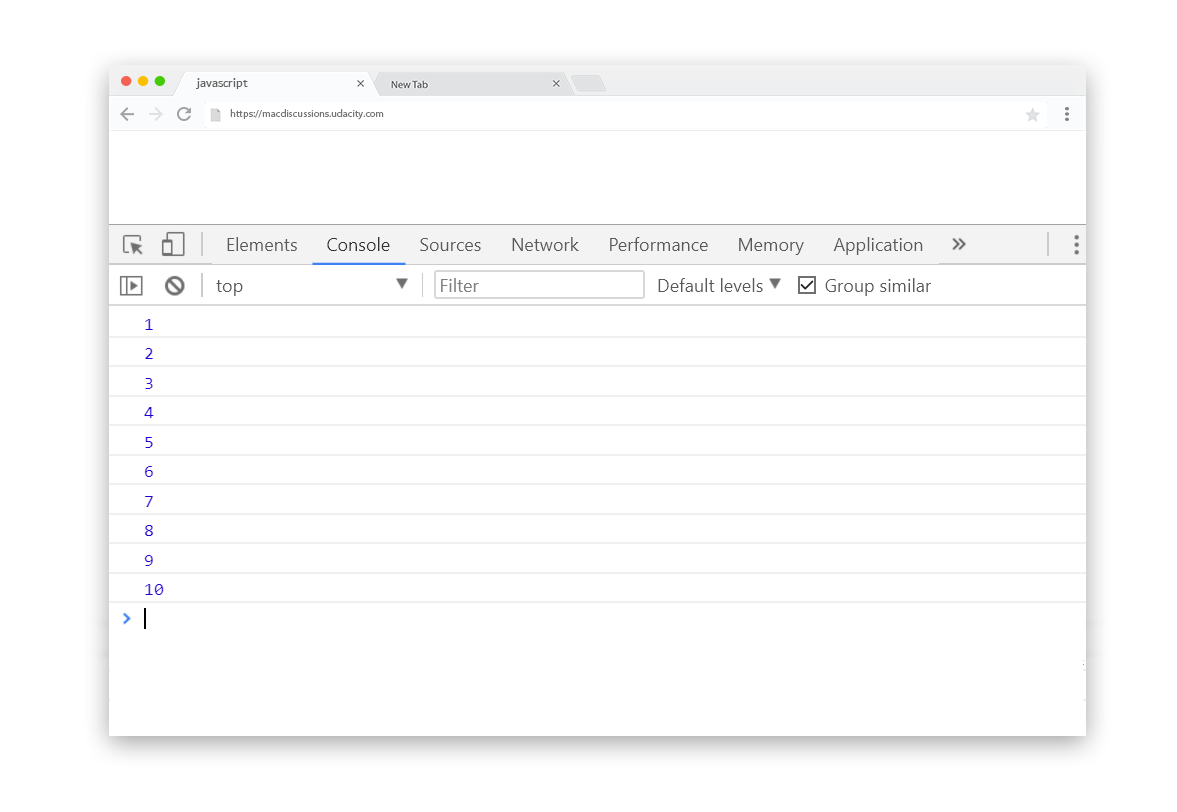 javascript New Tab
https://macdiscussions.udacity.com
Elements Console Sources Network Performance Memory Application »
top Filter Default levels Group similar
1
2
3
4
5
6
7
8
9
10
>